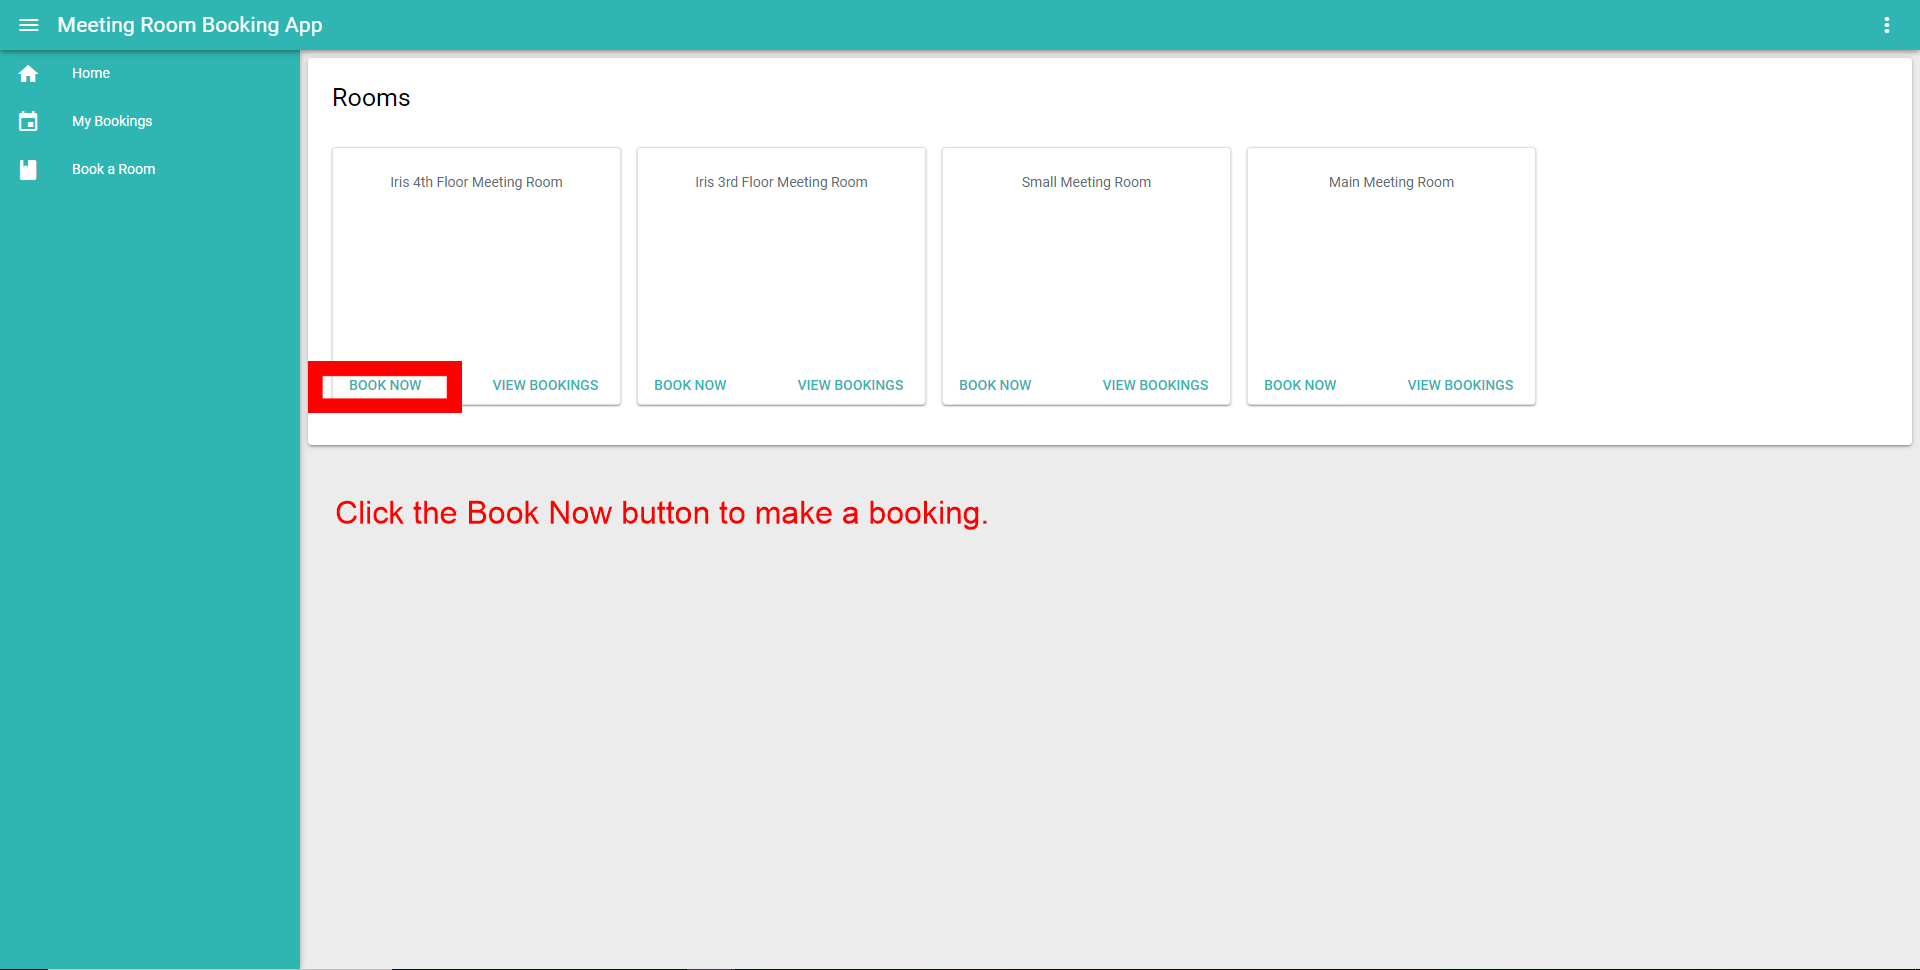 Meeting Room Booking App
Home
My Bookings
Book a Room
Rooms
Iris 4th Floor Meeting Room
BOOK NOW VIEW BOOKINGS
Iris 3rd Floor Meeting Room
BOOK NOW VIEW BOOKINGS
Small Meeting Room
BOOK NOW VIEW BOOKINGS
Main Meeting Room
BOOK NOW VIEW BOOKINGS
Click the Book Now button to make a booking.